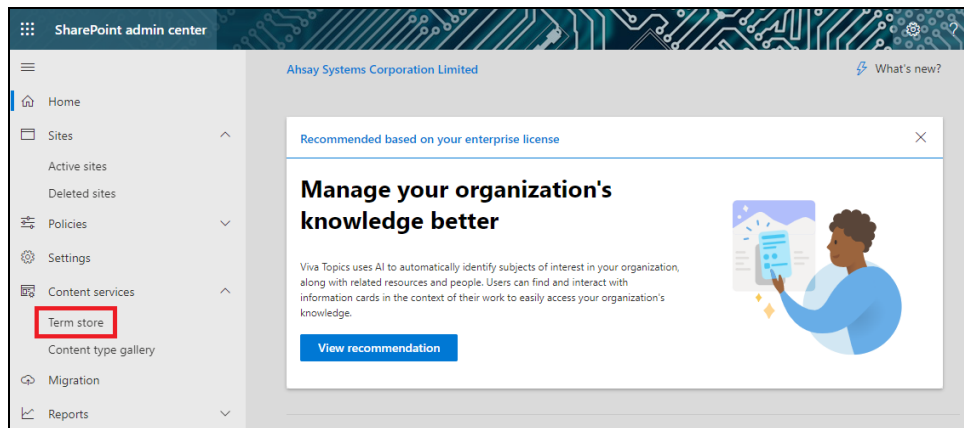 SharePoint admin center
?
Ahsay Systems Corporation Limited
What's new?
Home
Sites
Active sites
Deleted sites
Policies
Settings
Content services
Term store
Content type gallery
Migration
Reports
Recommended based on your enterprise license
Manage your organization's
knowledge better
Viva Topics uses AI to automatically identify subjects of interest in your organization,
along with related resources and people. Users can find and interact with
information cards in the context of their work to easily access your organization's
knowledge.
View recommendation